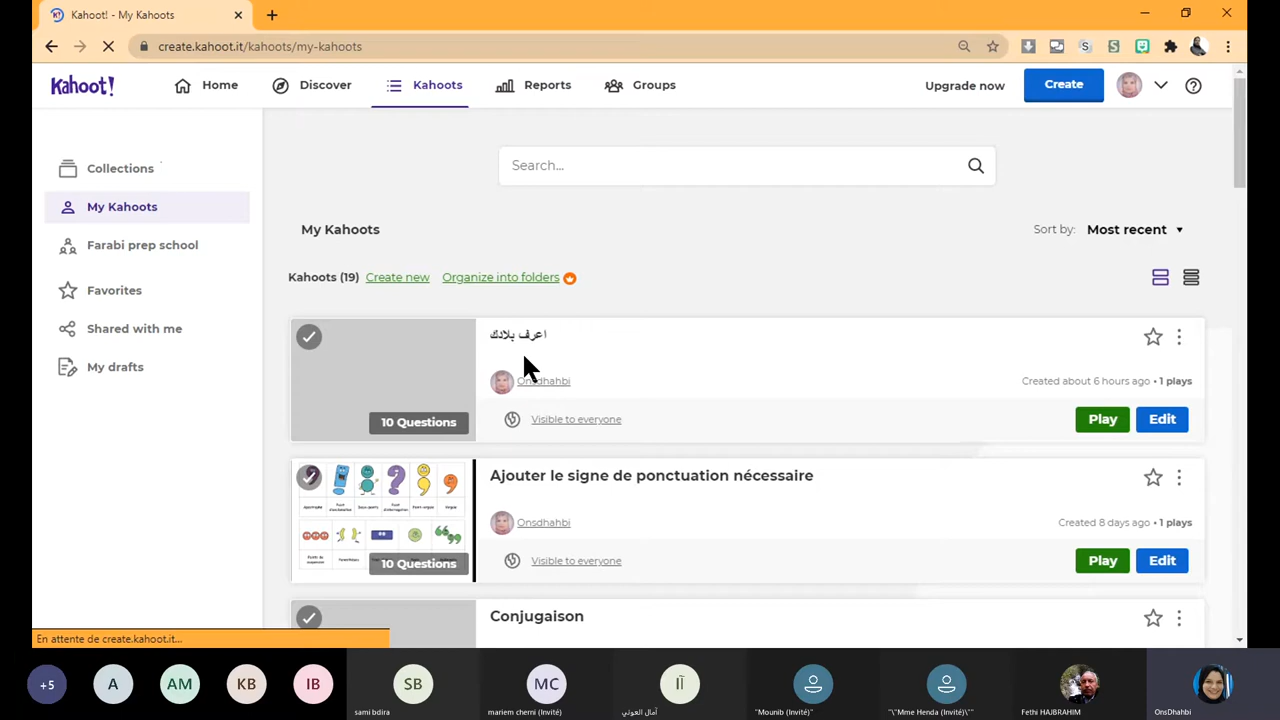 Kahoot! - My Kahoots
create.kahoot.it/kahoots/my-kahoots
Kahoot!
Home
Discover
Kahoots
Reports
Groups
Upgrade now
Create
Collections
My Kahoots
Farabi prep school
Favorites
Shared with me
My drafts
Search...
My Kahoots
Sort by: Most recent
Kahoots (19) Create new Organize into folders
اعرف بلادك
Onsdhahbi
Created about 6 hours ago • 1 plays
10 Questions
Visible to everyone
Play
Edit
Ajouter le signe de ponctuation nécessaire
Onsdhahbi
Created 8 days ago • 1 plays
10 Questions
Visible to everyone
Play
Edit
Conjugaison
En attente de create.kahoot.it...
+5
A
AM
KB
IB
SB
MC
sami bdira
mariem cherni (Invité)
آمال العوني
"Mounib (Invité)"
"\"Mme Henda (Invité)\""
Fethi HAJBRAHIM
OnsDhahbi